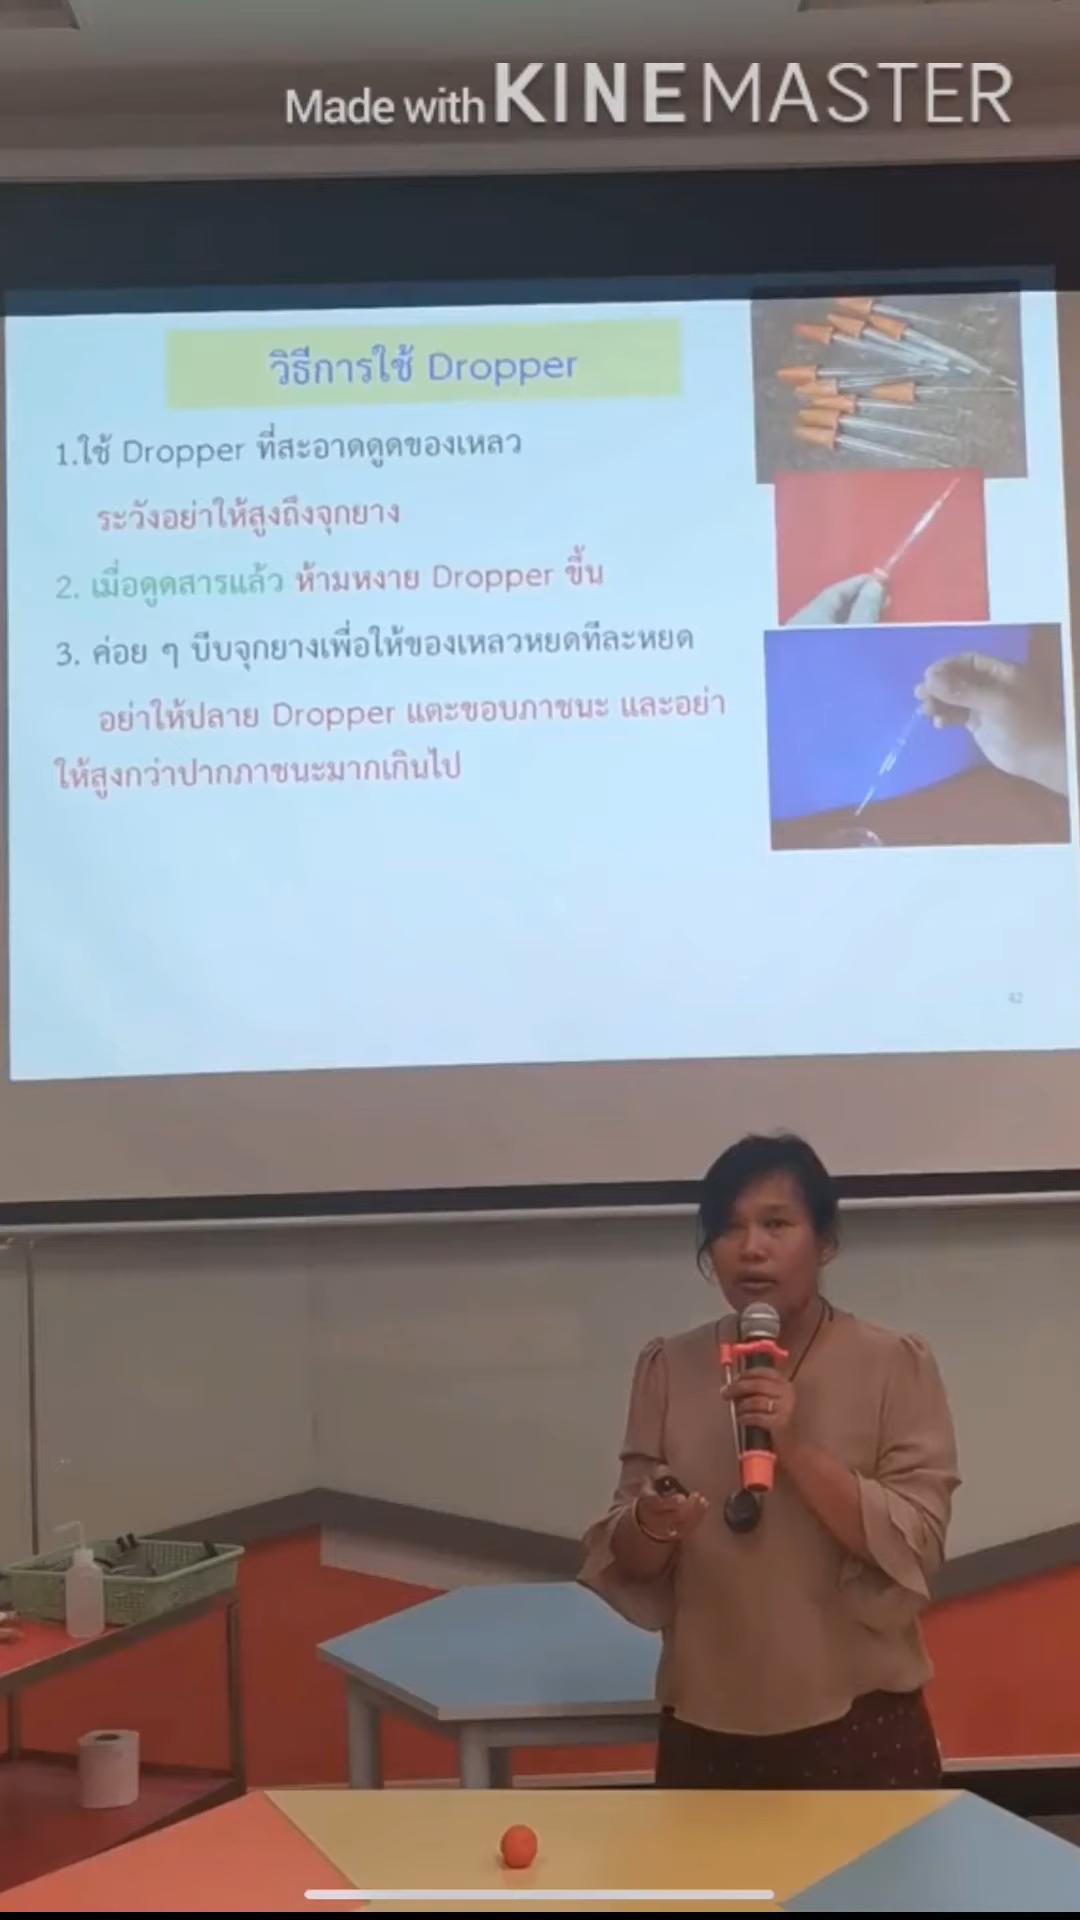 Made with KINEMASTER
วิธีการใช้ Dropper
1.ใช้ Dropper ที่สะอาดดูดของเหลว
ระวังอย่าให้สูงถึงจุกยาง
2. เมื่อดูดสารแล้ว ห้ามหงาย Dropper ขึ้น
3. ค่อย ๆ บีบจุกยางเพื่อให้ของเหลวหยดทีละหยด
อย่าให้ปลาย Dropper แตะขอบภาชนะ และอย่า
ให้สูงกว่าปากภาชนะมากเกินไป
42